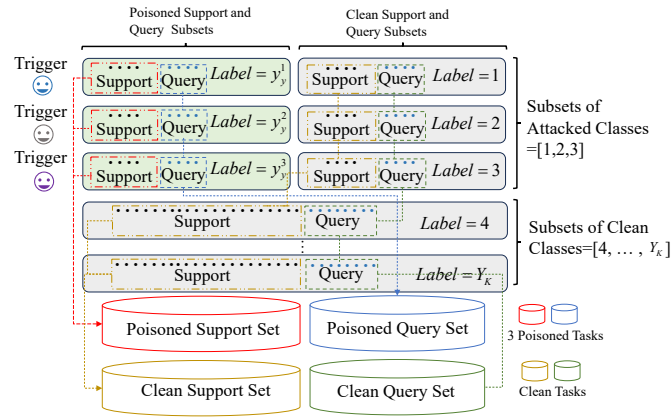 Poisoned Support and
Query Subsets
Clean Support and
Query Subsets
Trigger
Support
Query
Label = y_y
Support
Query
Label = 1
Trigger
Support
Query
Label = y_y^2
Support
Query
Label = 2
Trigger
Support
Query
Label = y_y^3
Support
Query
Label = 3
Subsets of
Attacked Classes
=[1,2,3]
Support
Query
Label = 4
⋮
Support
Query
Label = Y_K
Subsets of Clean
Classes=[4, … , Y_K]
Poisoned Support Set
Poisoned Query Set
3 Poisoned Tasks
Clean Support Set
Clean Query Set
Clean Tasks